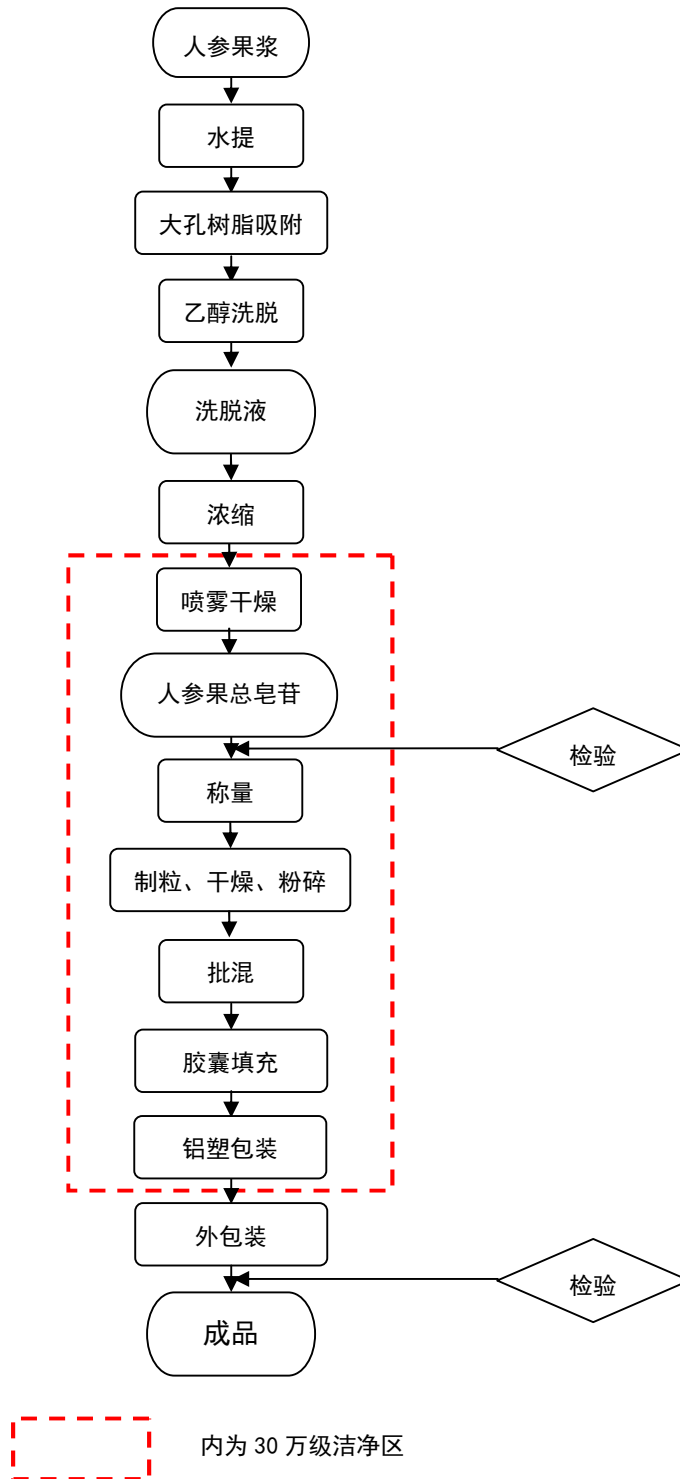 人参果浆
水提
大孔树脂吸附
乙醇洗脱
洗脱液
浓缩
喷雾干燥
人参果总皂苷
检验
称量
制粒、干燥、粉碎
批混
胶囊填充
铝塑包装
外包装
检验
成品
内为 30 万级洁净区